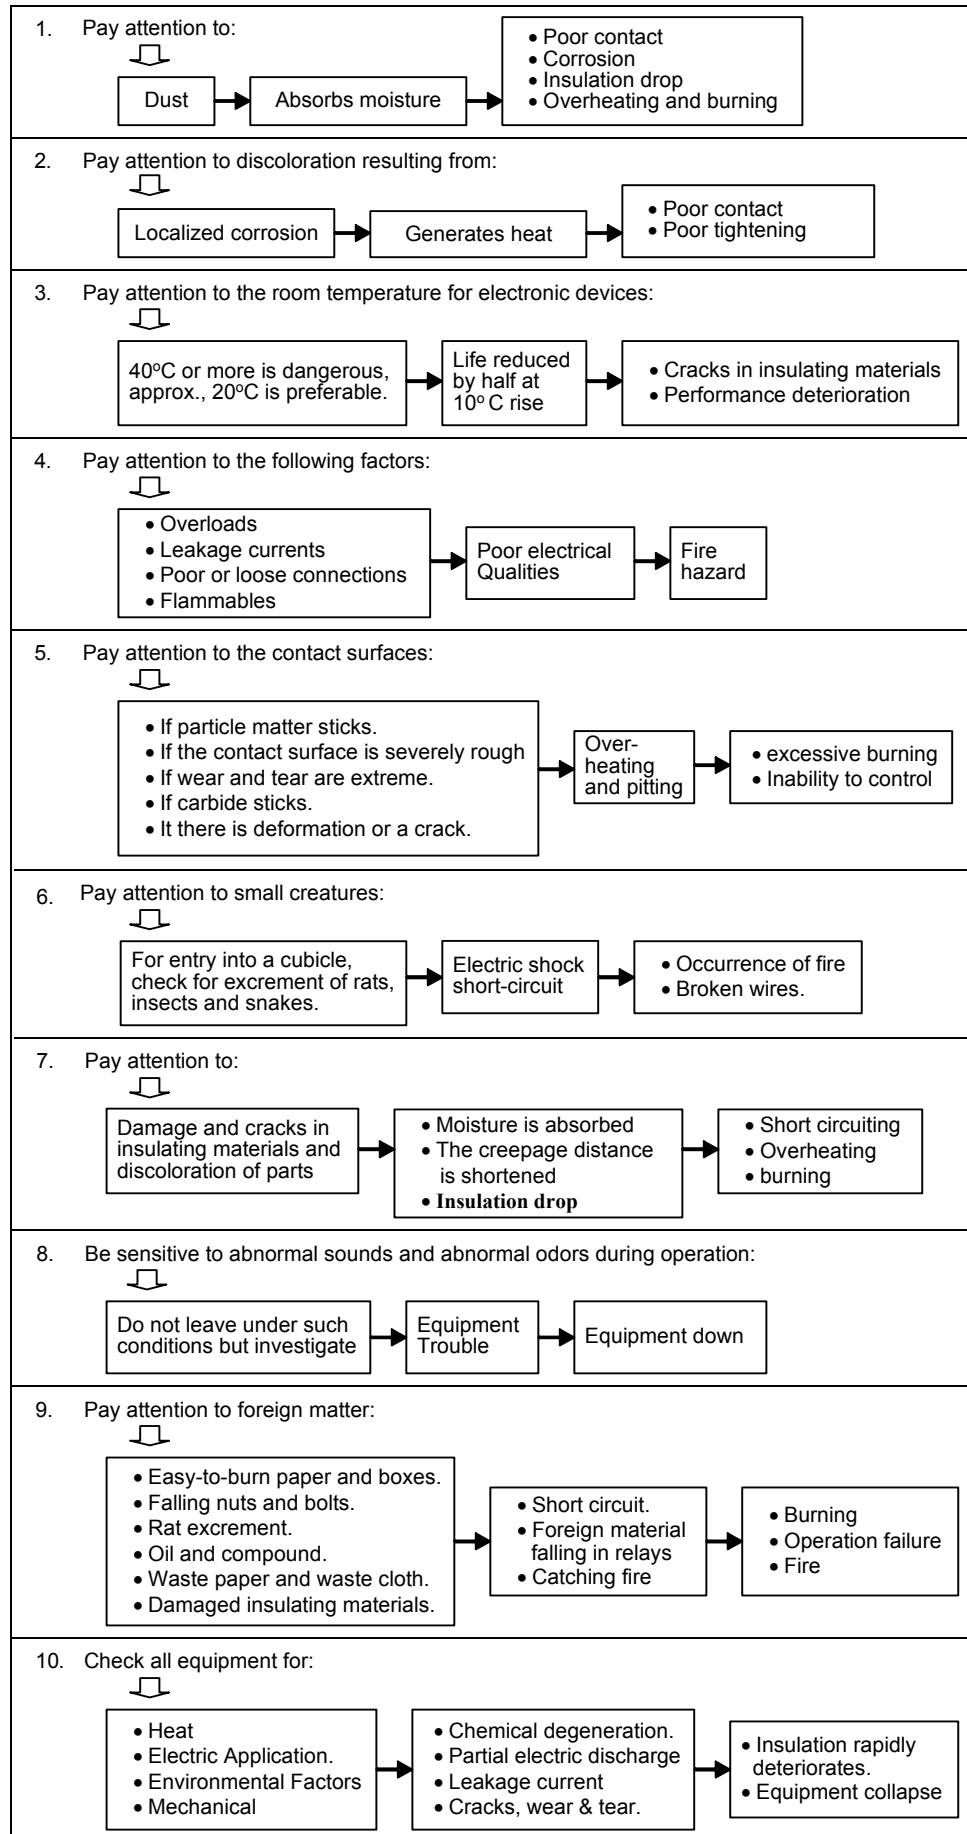 1. Pay attention to:
Dust
Absorbs moisture
• Poor contact
• Corrosion
• Insulation drop
• Overheating and burning
2. Pay attention to discoloration resulting from:
Localized corrosion
Generates heat
• Poor contact
• Poor tightening
3. Pay attention to the room temperature for electronic devices:
40°C or more is dangerous,
approx., 20°C is preferable.
Life reduced
by half at
10° C rise
• Cracks in insulating materials
• Performance deterioration
4. Pay attention to the following factors:
• Overloads
• Leakage currents
• Poor or loose connections
• Flammables
Poor electrical
Qualities
Fire
hazard
5. Pay attention to the contact surfaces:
• If particle matter sticks.
• If the contact surface is severely rough
• If wear and tear are extreme.
• If carbide sticks.
• It there is deformation or a crack.
Over-
heating
and pitting
• excessive burning
• Inability to control
6. Pay attention to small creatures:
For entry into a cubicle,
check for excrement of rats,
insects and snakes.
Electric shock
short-circuit
• Occurrence of fire
• Broken wires.
7. Pay attention to:
Damage and cracks in
insulating materials and
discoloration of parts
• Moisture is absorbed
• The creepage distance
is shortened
• Insulation drop
• Short circuiting
• Overheating
• burning
8. Be sensitive to abnormal sounds and abnormal odors during operation:
Do not leave under such
conditions but investigate
Equipment
Trouble
Equipment down
9. Pay attention to foreign matter:
• Easy-to-burn paper and boxes.
• Falling nuts and bolts.
• Rat excrement.
• Oil and compound.
• Waste paper and waste cloth.
• Damaged insulating materials.
• Short circuit.
• Foreign material
falling in relays
• Catching fire
• Burning
• Operation failure
• Fire
10. Check all equipment for:
• Heat
• Electric Application.
• Environmental Factors
• Mechanical
• Chemical degeneration.
• Partial electric discharge
• Leakage current
• Cracks, wear & tear.
• Insulation rapidly
deteriorates.
• Equipment collapse